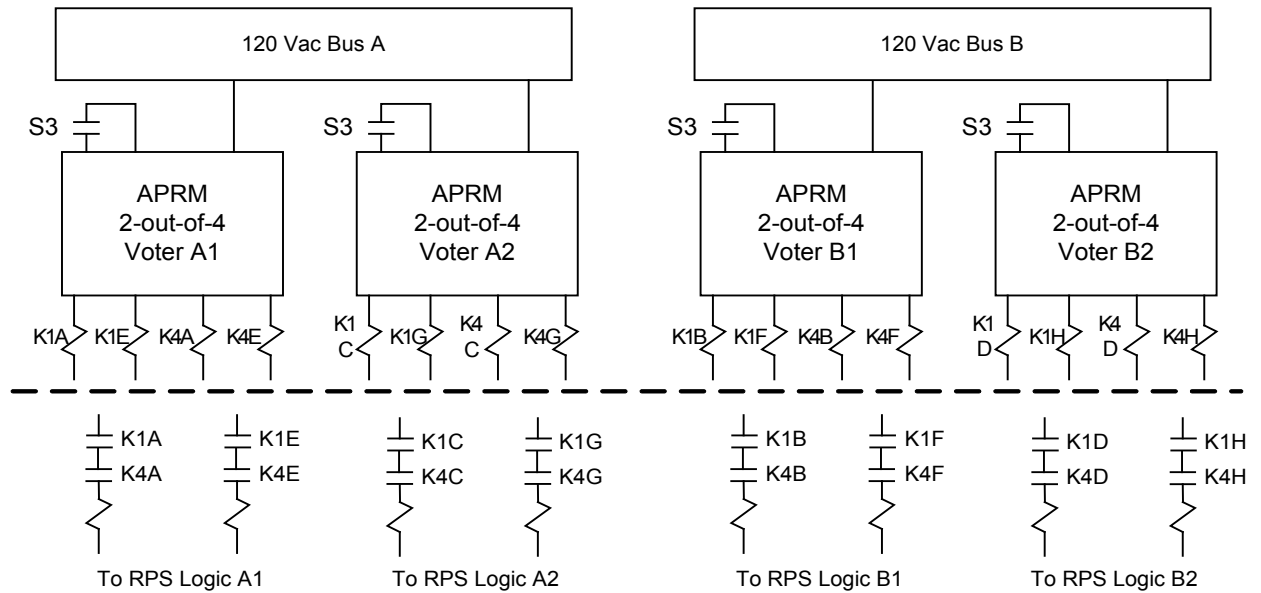 120 Vac Bus A
120 Vac Bus B
S3
S3
S3
S3
APRM
2-out-of-4
Voter A1
APRM
2-out-of-4
Voter A2
APRM
2-out-of-4
Voter B1
APRM
2-out-of-4
Voter B2
K1A K1E K4A K4E
K1
C
K1G
K4
C
K4G
K1B K1F K4B K4F
K1
D
K1H
K4
D
K4H
K1A K1E K1C K1G K1B K1F K1D K1H
K4A K4E K4C K4G K4B K4F K4D K4H
To RPS Logic A1
To RPS Logic A2
To RPS Logic B1
To RPS Logic B2